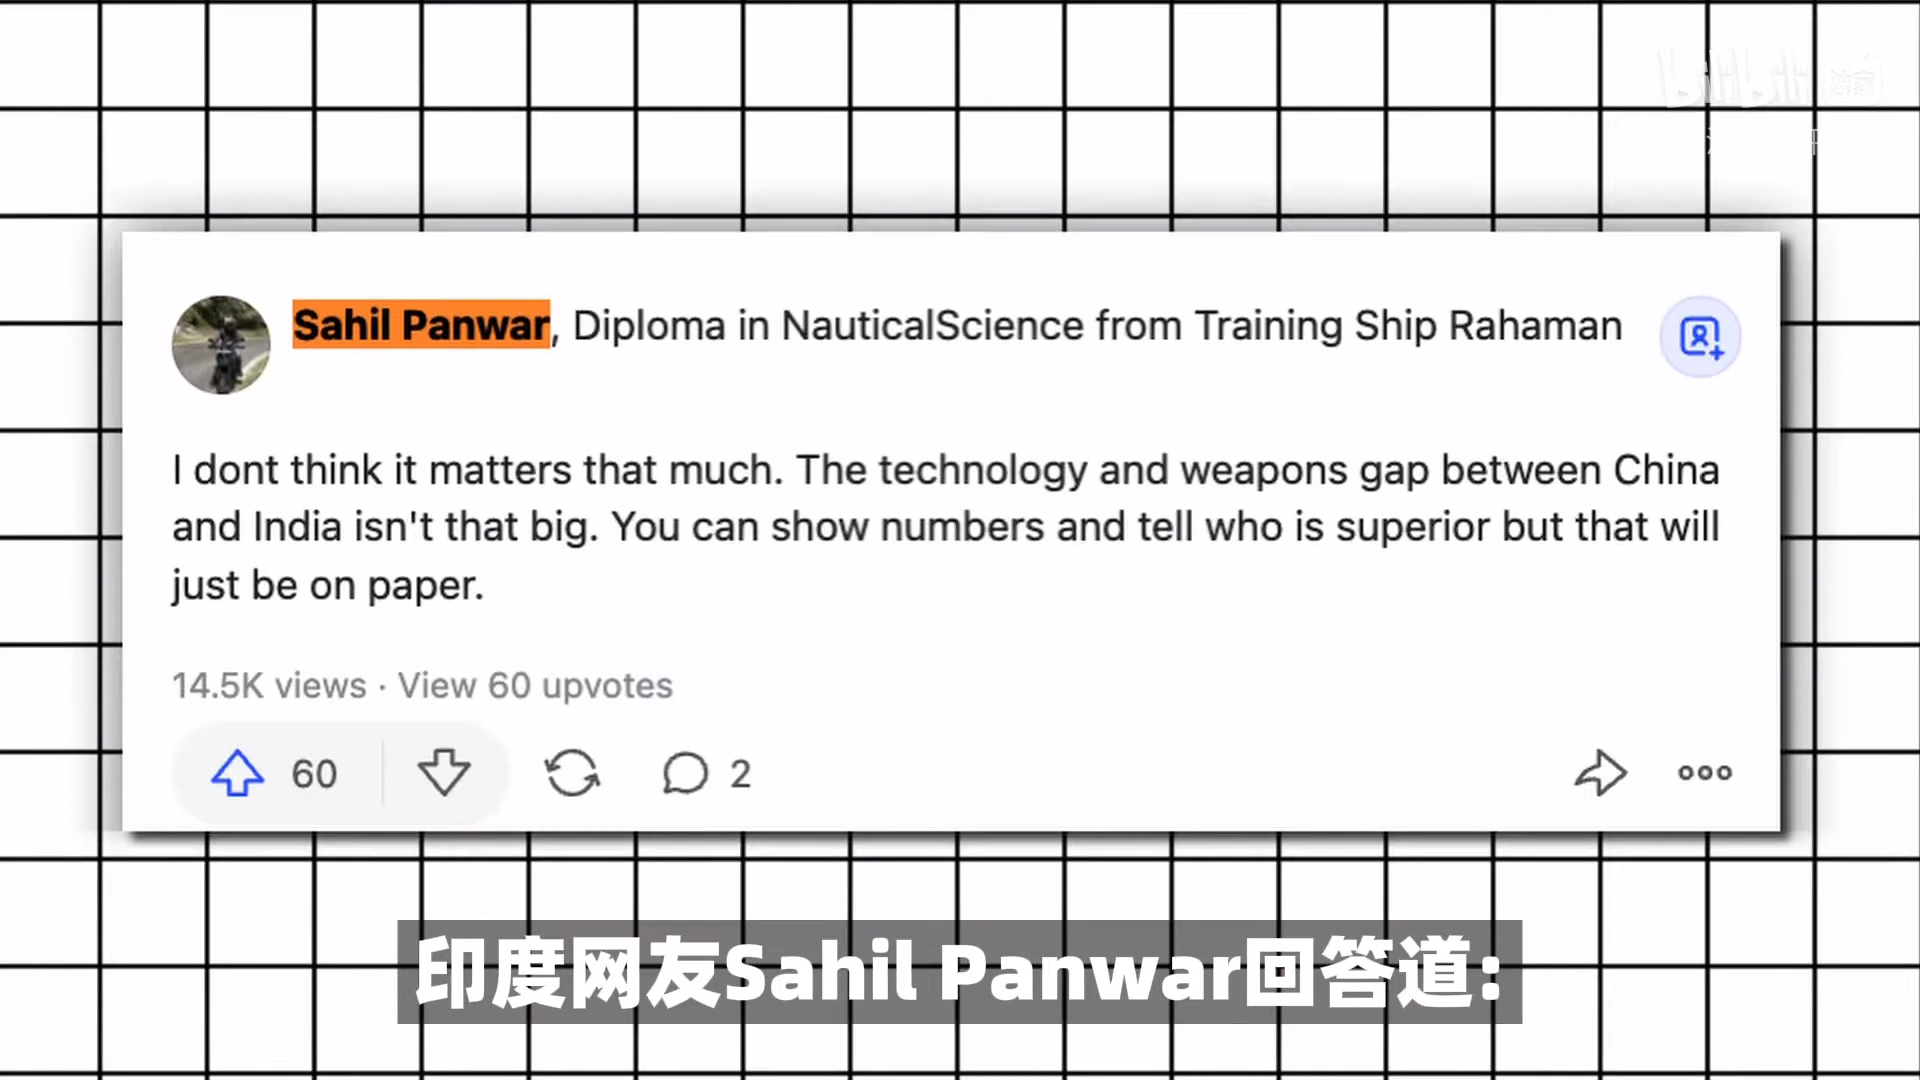 bilibili 独家
Sahil Panwar, Diploma in NauticalScience from Training Ship Rahaman
I dont think it matters that much. The technology and weapons gap between China
and India isn't that big. You can show numbers and tell who is superior but that will
just be on paper.
14.5K views · View 60 upvotes
60
2
印度网友Sahil Panwar回答道: